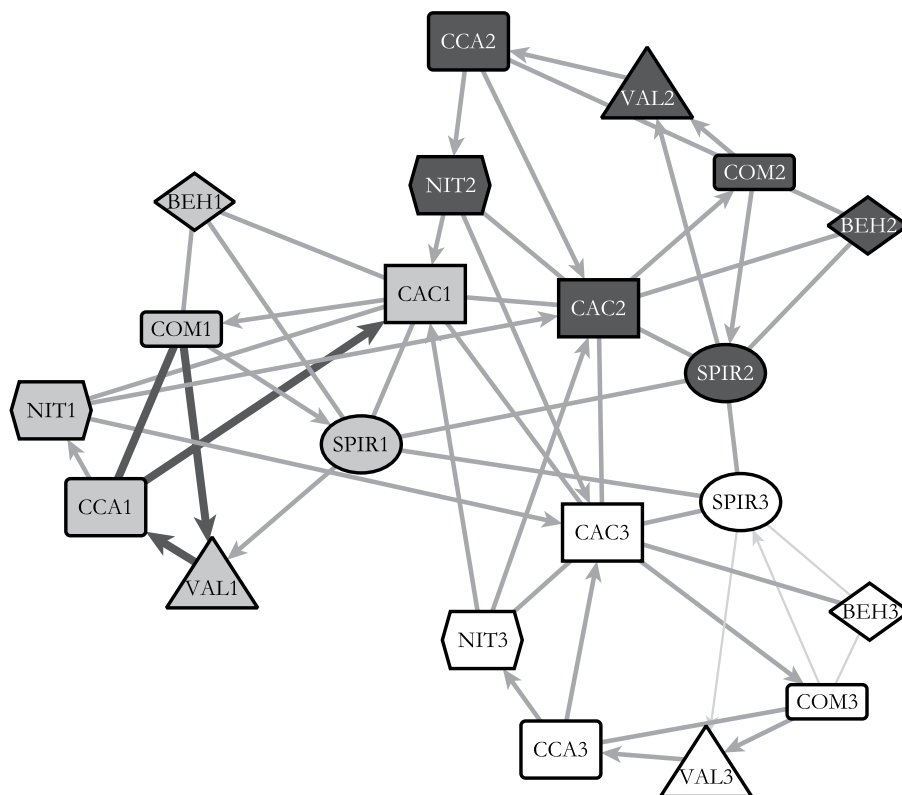 CCA2
VAL2
COM2
NIT2
BEH1
BEH2
CAC1
CAC2
COM1
SPIR2
NIT1
SPIR1
CCA1
SPIR3
CAC3
VAL1
BEH3
NIT3
COM3
CCA3
VAL3